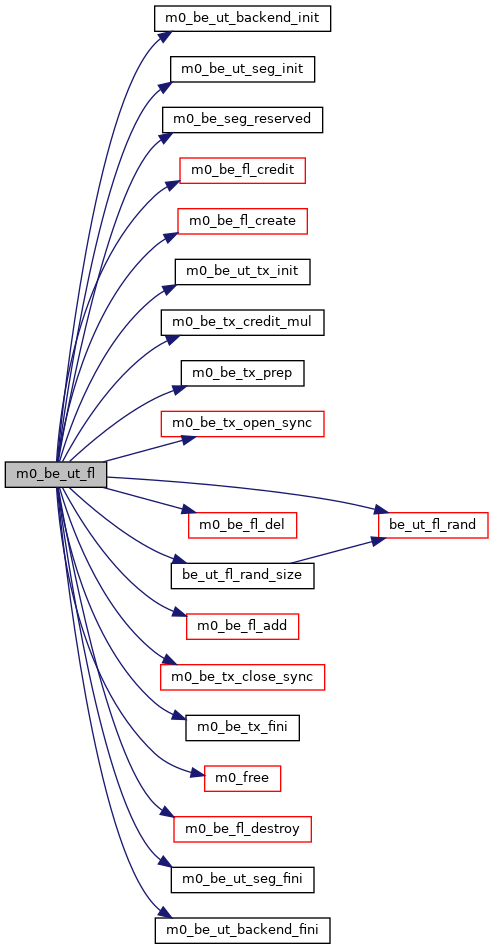 m0_be_ut_backend_init
m0_be_ut_seg_init
m0_be_seg_reserved
m0_be_fl_credit
m0_be_fl_create
m0_be_ut_tx_init
m0_be_tx_credit_mul
m0_be_tx_prep
m0_be_tx_open_sync
m0_be_ut_fl
m0_be_fl_del
be_ut_fl_rand
be_ut_fl_rand_size
m0_be_fl_add
m0_be_tx_close_sync
m0_be_tx_fini
m0_free
m0_be_fl_destroy
m0_be_ut_seg_fini
m0_be_ut_backend_fini